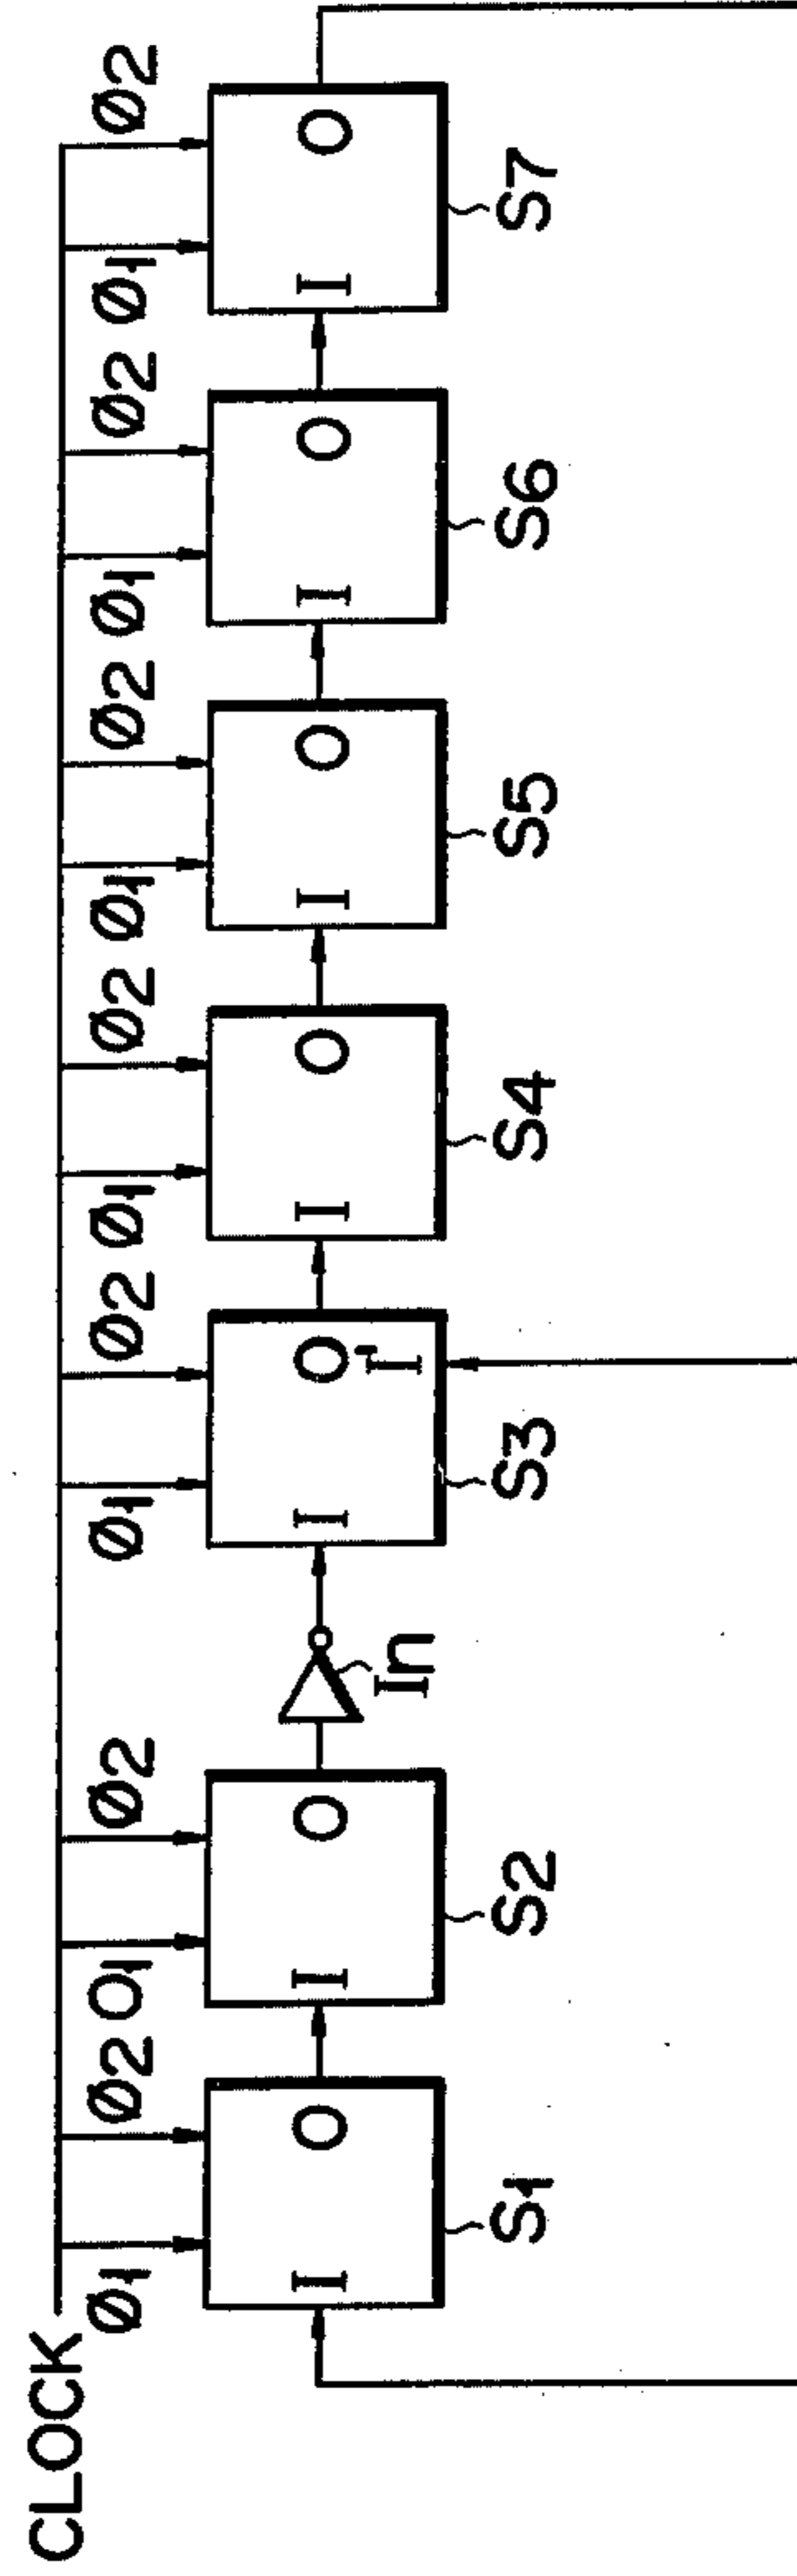 CLOCK
Ø1 Ø2 O1 Ø2 Ø1 Ø2 Ø1 Ø2 Ø1 Ø2 Ø1 Ø2 Ø1 Ø2
I O I O I O I O I O I O I O
I'
In
S1 S2 S3 S4 S5 S6 S7